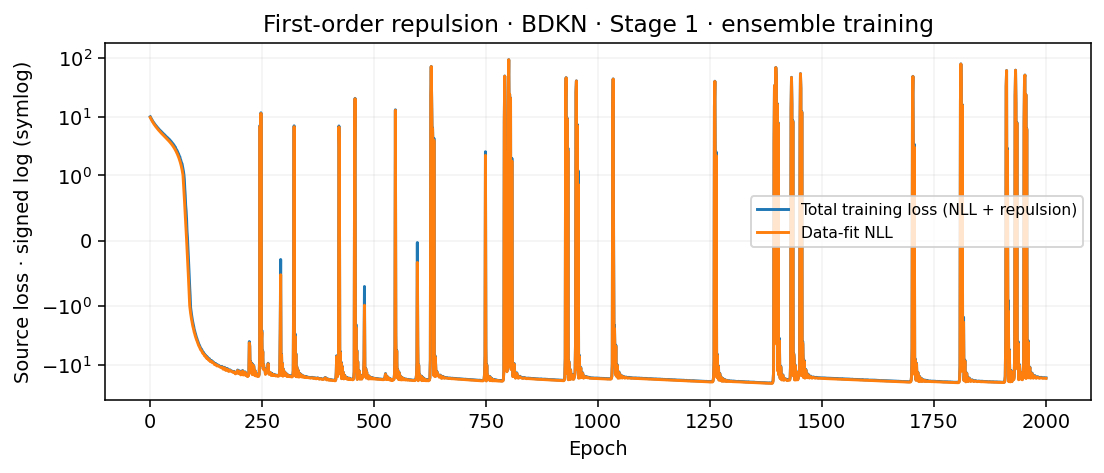 First-order repulsion · BDKN · Stage 1 · ensemble training
Source loss · signed log (symlog)
10²
10¹
10⁰
0
−10⁰
−10¹
Total training loss (NLL + repulsion)
Data-fit NLL
0 250 500 750 1000 1250 1500 1750 2000
Epoch